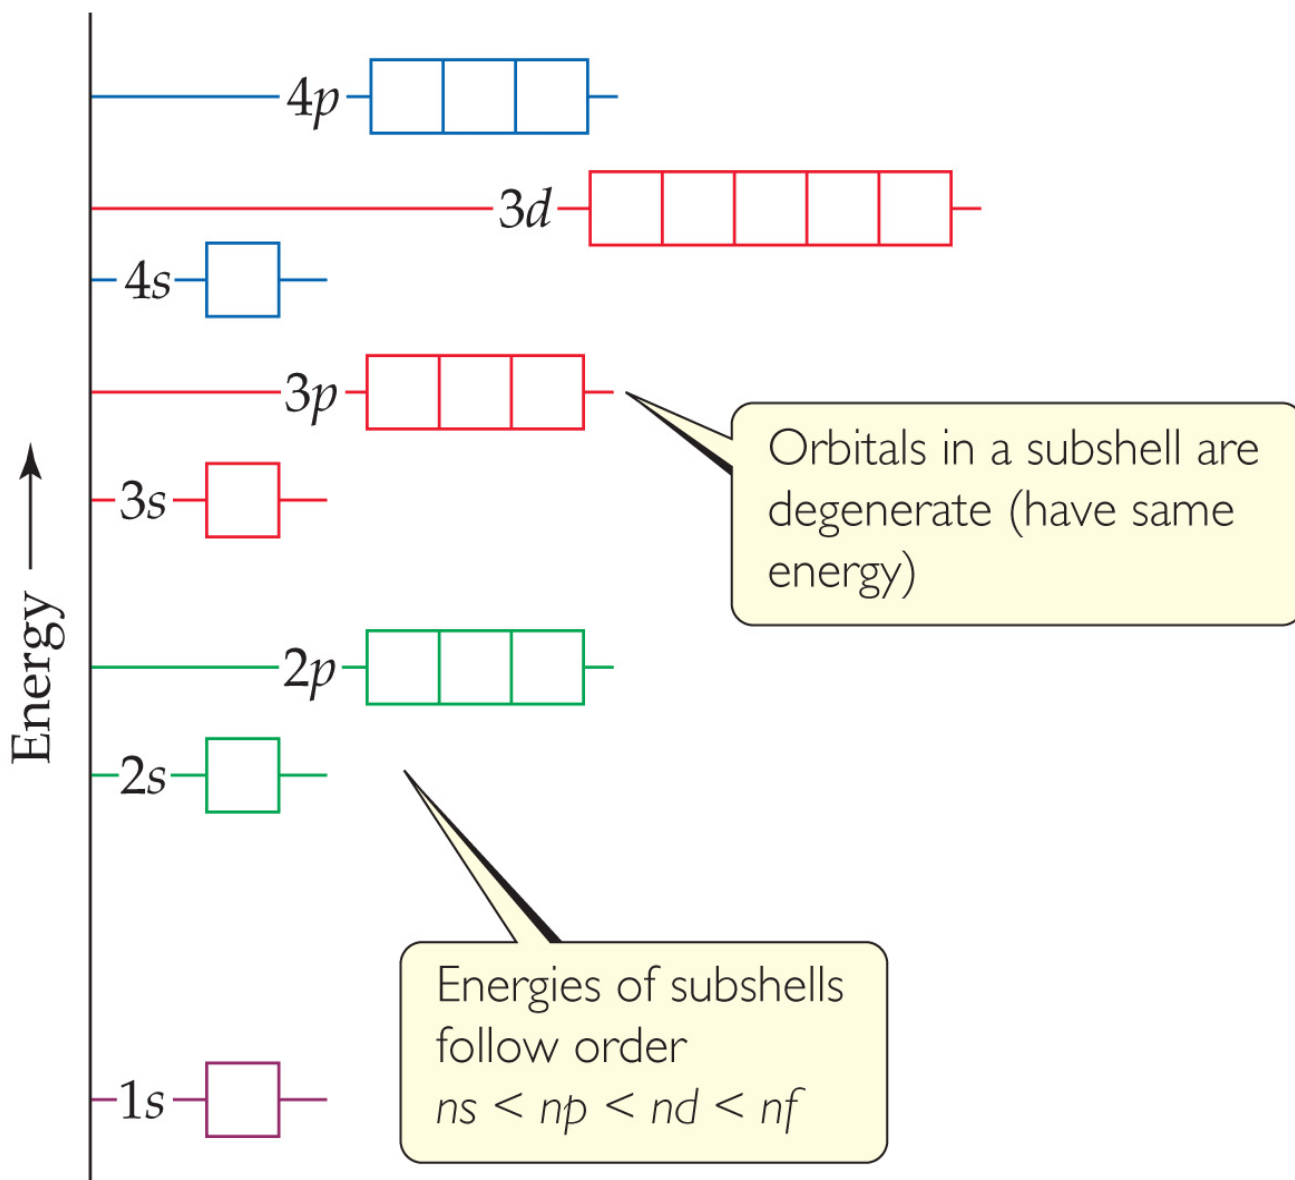 4p
3d
4s
3p
Orbitals in a subshell are
degenerate (have same
energy)
3s
Energy
2p
2s
Energies of subshells
follow order
ns < np < nd < nf
1s